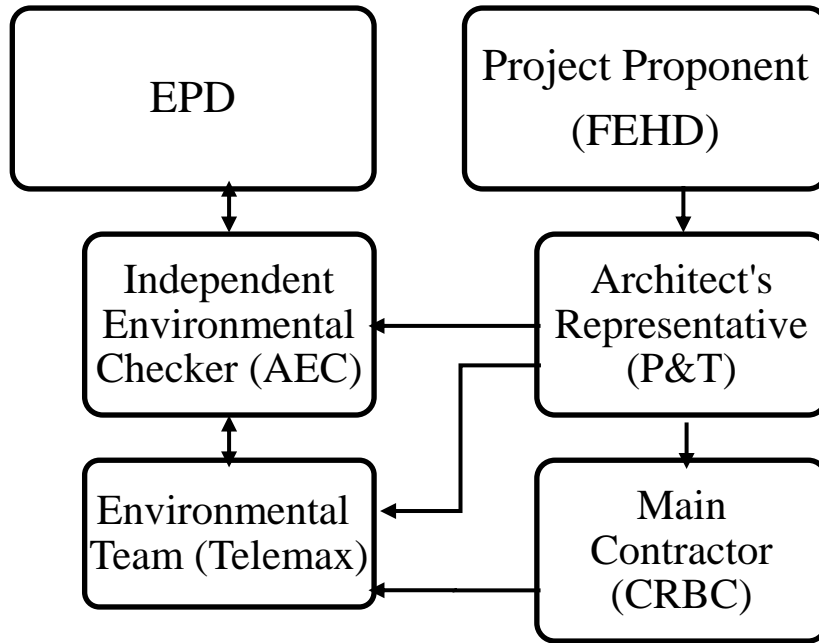 EPD
Project Proponent
(FEHD)
Independent
Environmental
Checker (AEC)
Architect's
Representative
(P&T)
Environmental
Team (Telemax)
Main
Contractor
(CRBC)